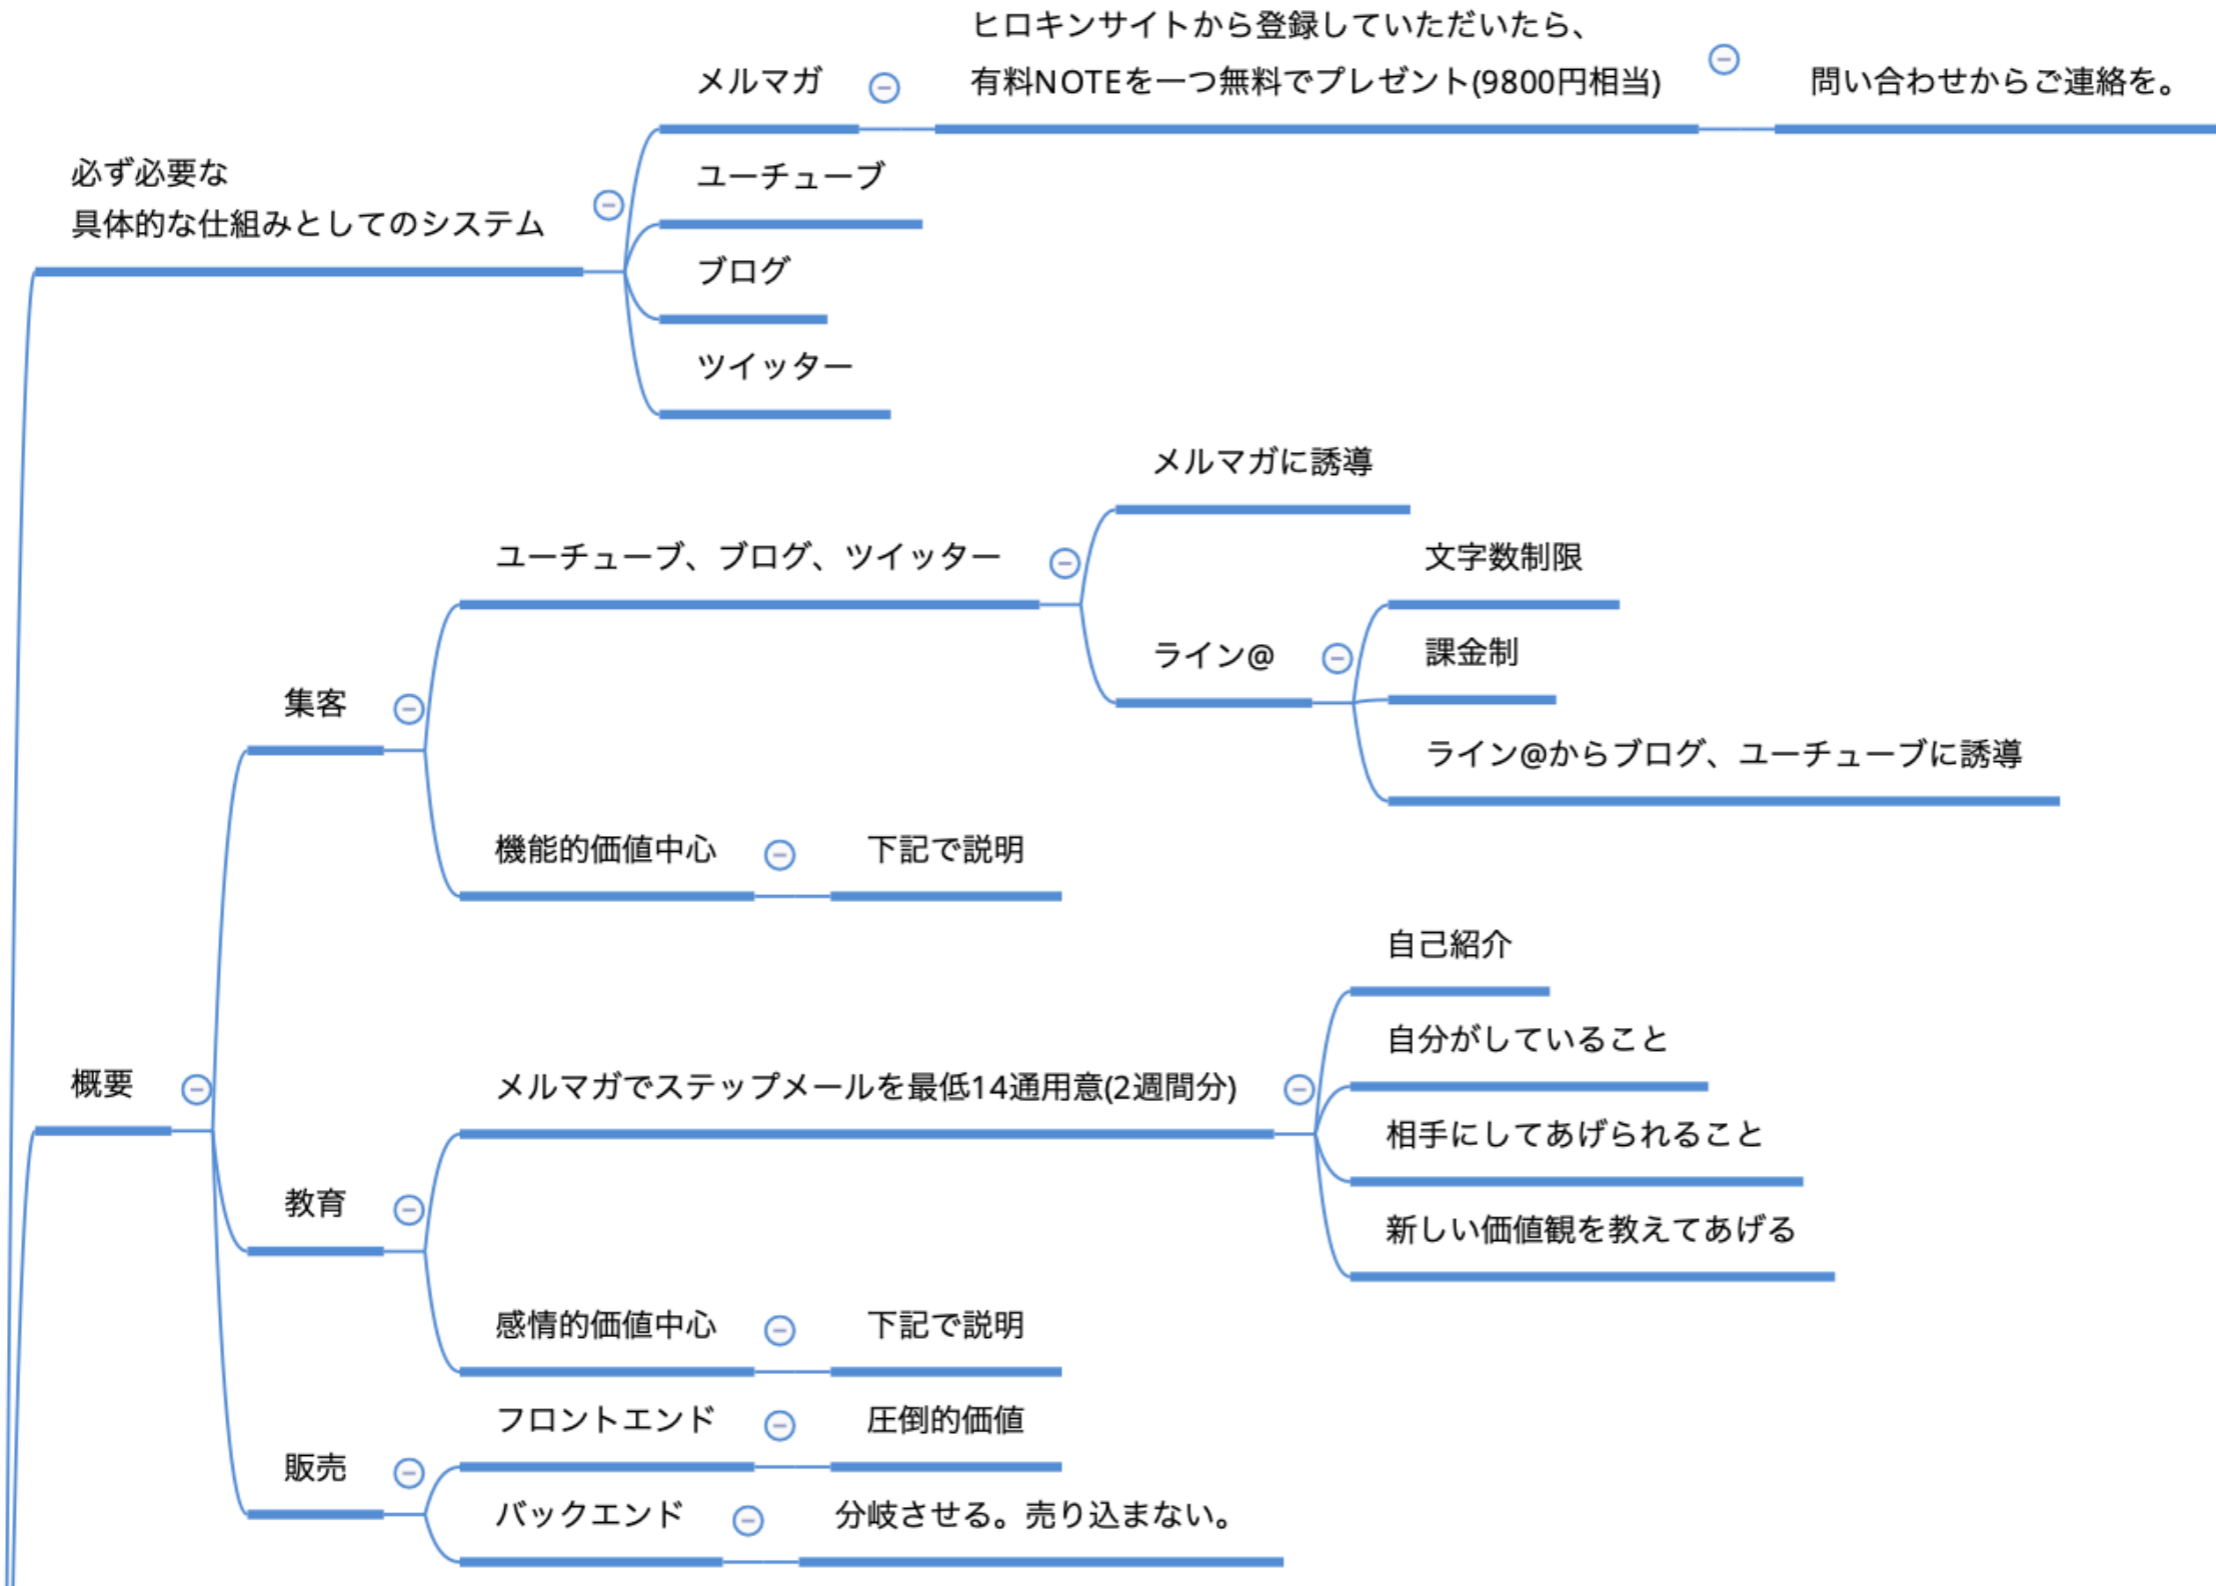 必ず必要な
具体的な仕組みとしてのシステム
メルマガ
ヒロキンサイトから登録していただいたら、
有料NOTEを一つ無料でプレゼント(9800円相当)
問い合わせからご連絡を。
ユーチューブ
ブログ
ツイッター
概要
集客
ユーチューブ、ブログ、ツイッター
メルマガに誘導
ライン@
文字数制限
課金制
ライン@からブログ、ユーチューブに誘導
機能的価値中心
下記で説明
教育
メルマガでステップメールを最低14通用意(2週間分)
自己紹介
自分がしていること
相手にしてあげられること
新しい価値観を教えてあげる
感情的価値中心
下記で説明
販売
フロントエンド
圧倒的価値
バックエンド
分岐させる。売り込まない。